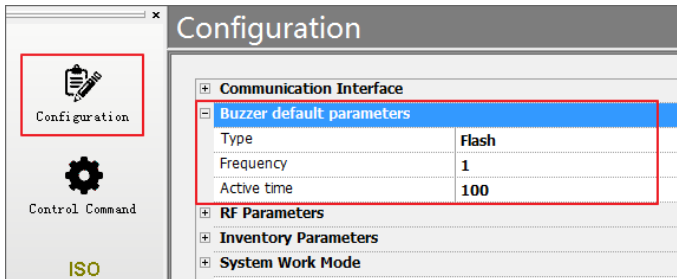 Configuration
Configuration
Control Command
ISO
Communication Interface
Buzzer default parameters
Type Flash
Frequency 1
Active time 100
RF Parameters
Inventory Parameters
System Work Mode